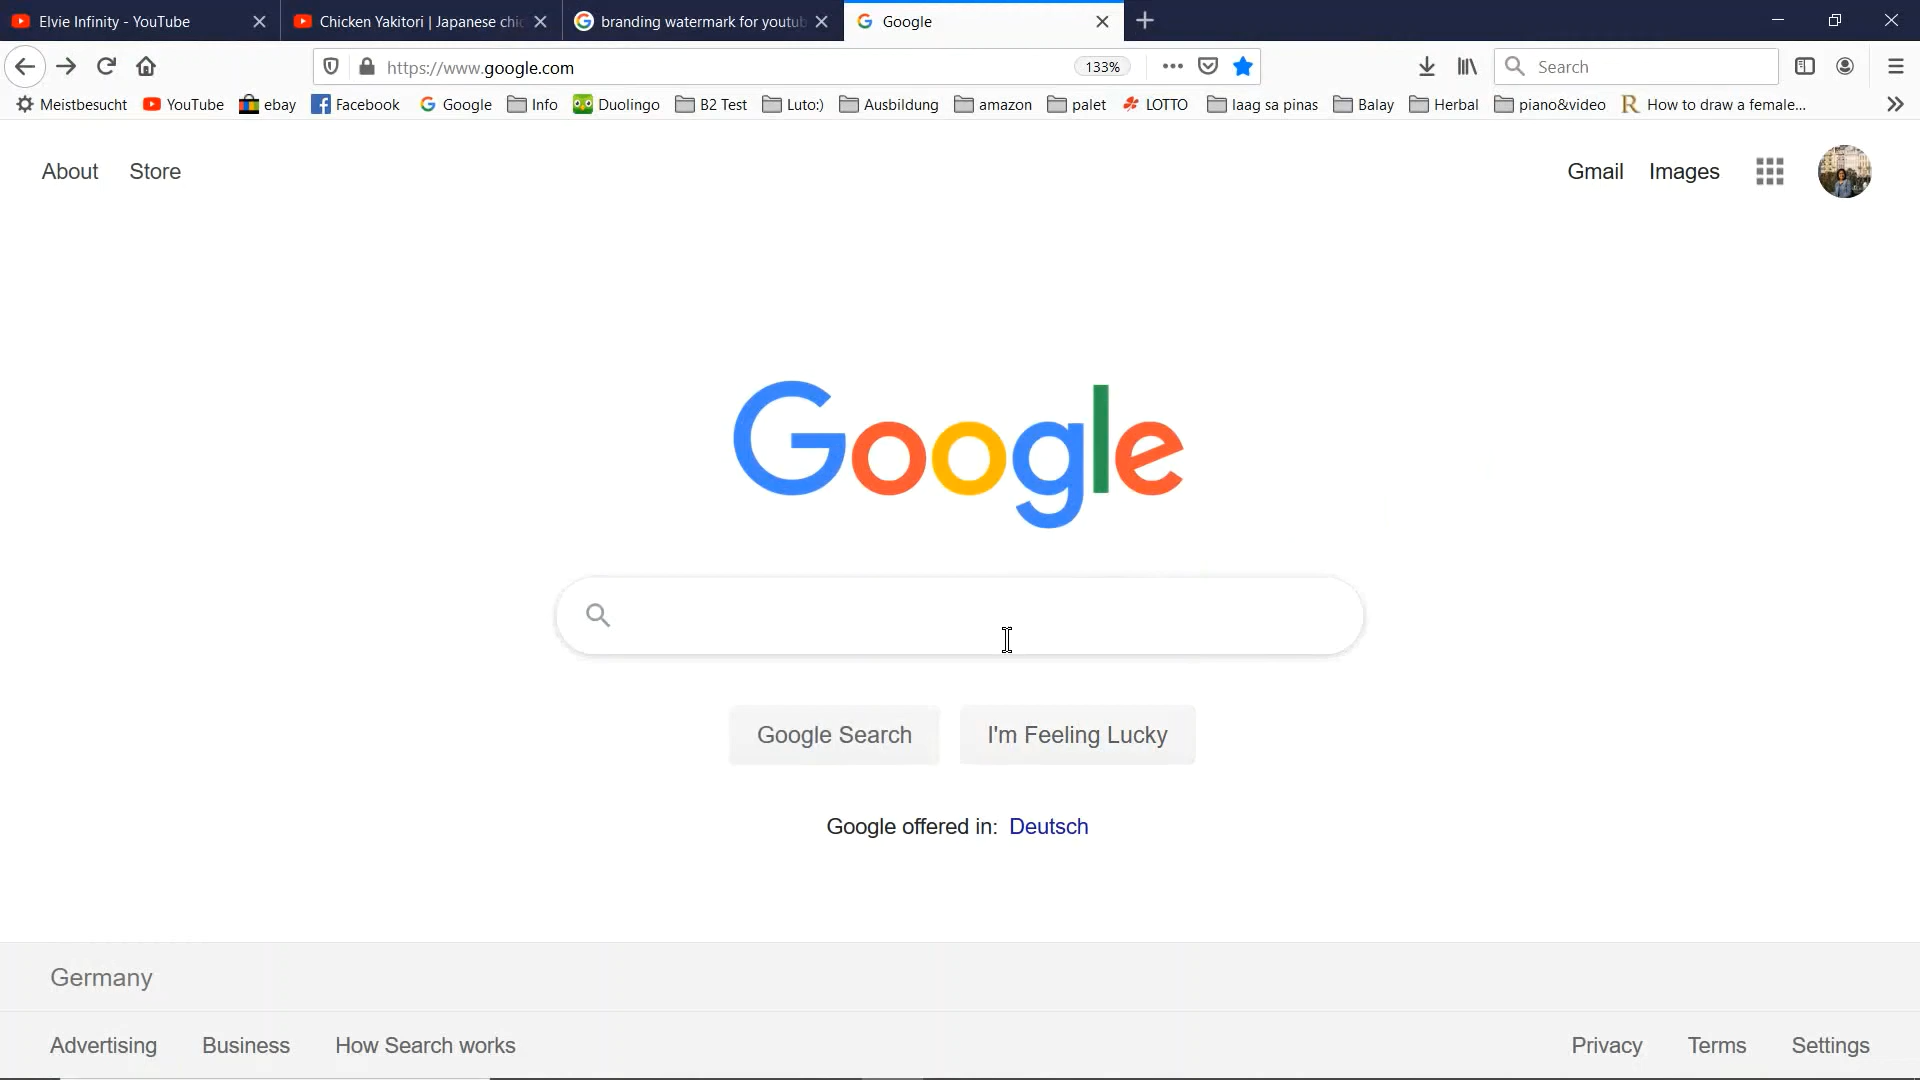 Elvie Infinity - YouTube
Chicken Yakitori | Japanese chic
branding watermark for youtub
Google
https://www.google.com
133%
Search
Meistbesucht
YouTube
ebay
Facebook
Google
Info
Duolingo
B2 Test
Luto:)
Ausbildung
amazon
palet
LOTTO
laag sa pinas
Balay
Herbal
piano&video
How to draw a female...
About Store
Gmail Images
Google
Google Search
I'm Feeling Lucky
Google offered in: Deutsch
Germany
Advertising Business How Search works
Privacy Terms Settings